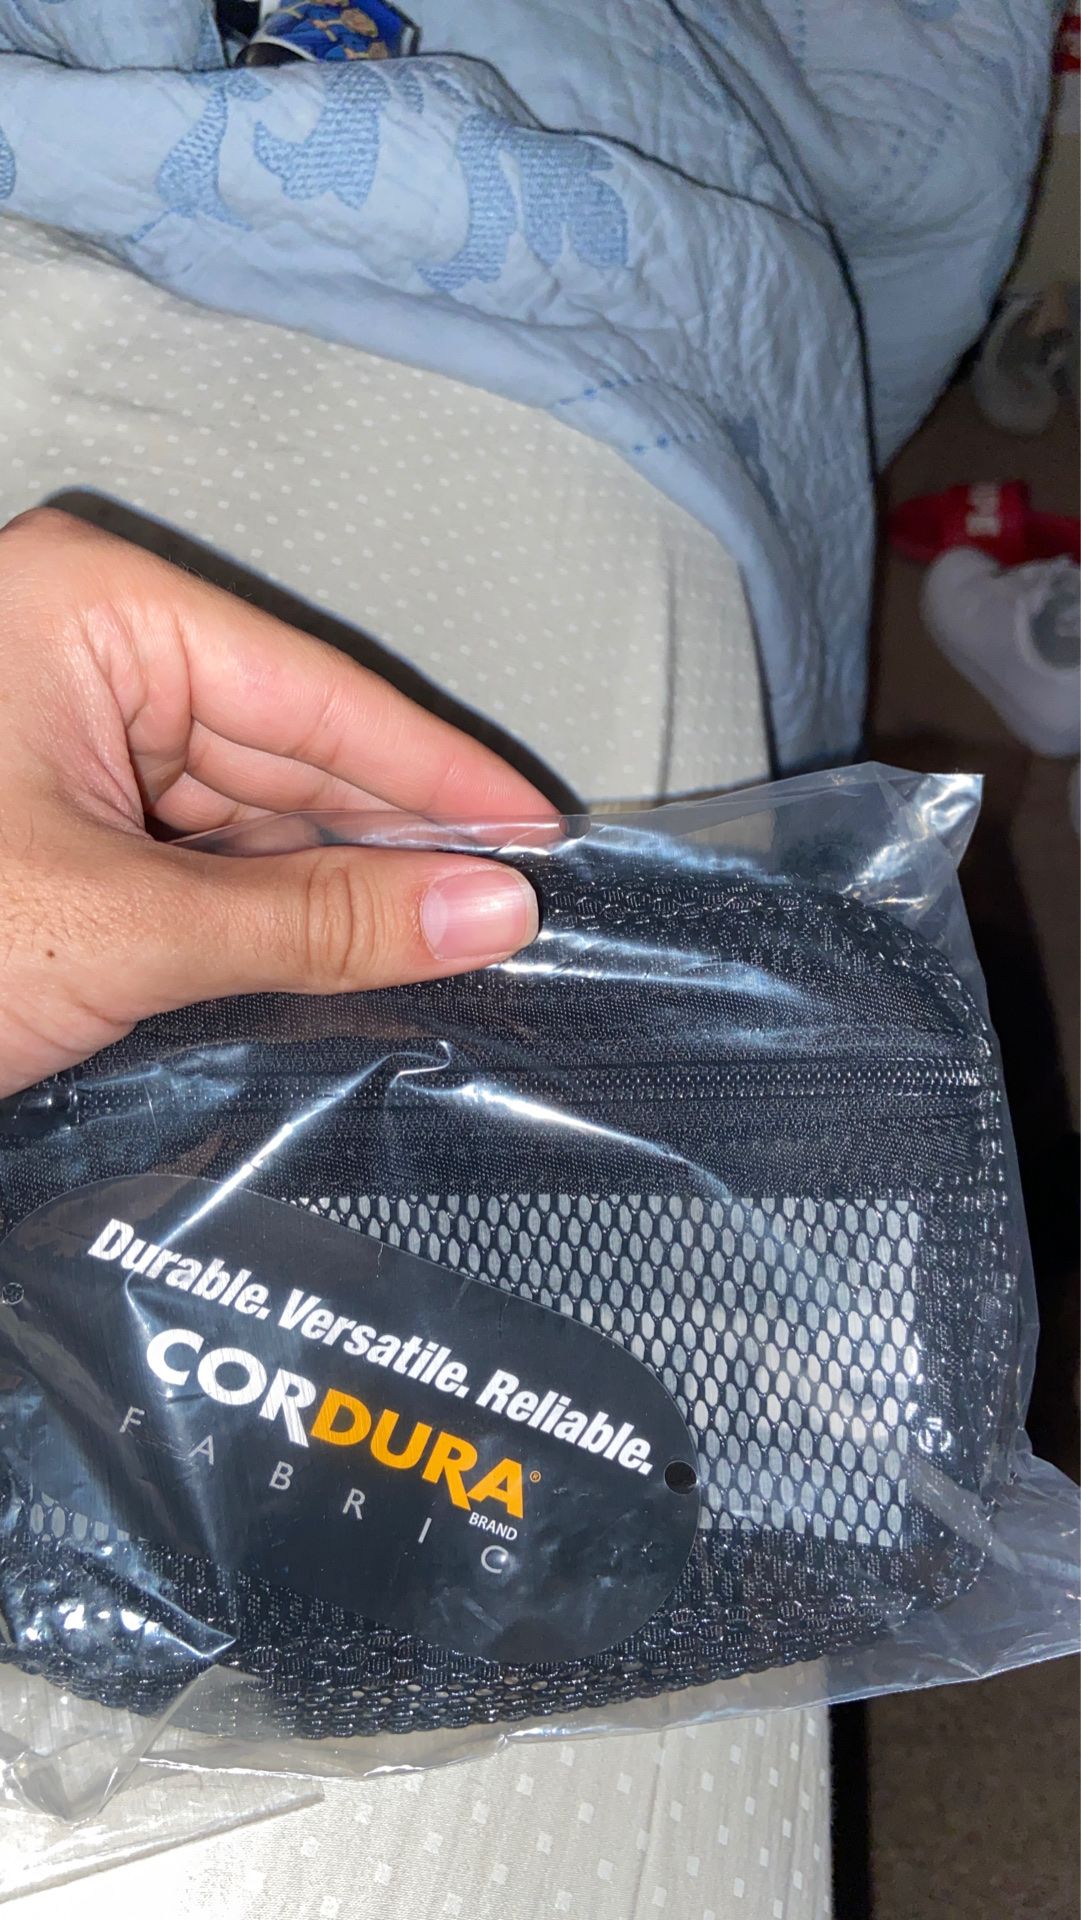 Durable. Versatile. Reliable.
CORDURA®
BRAND
FABRIC